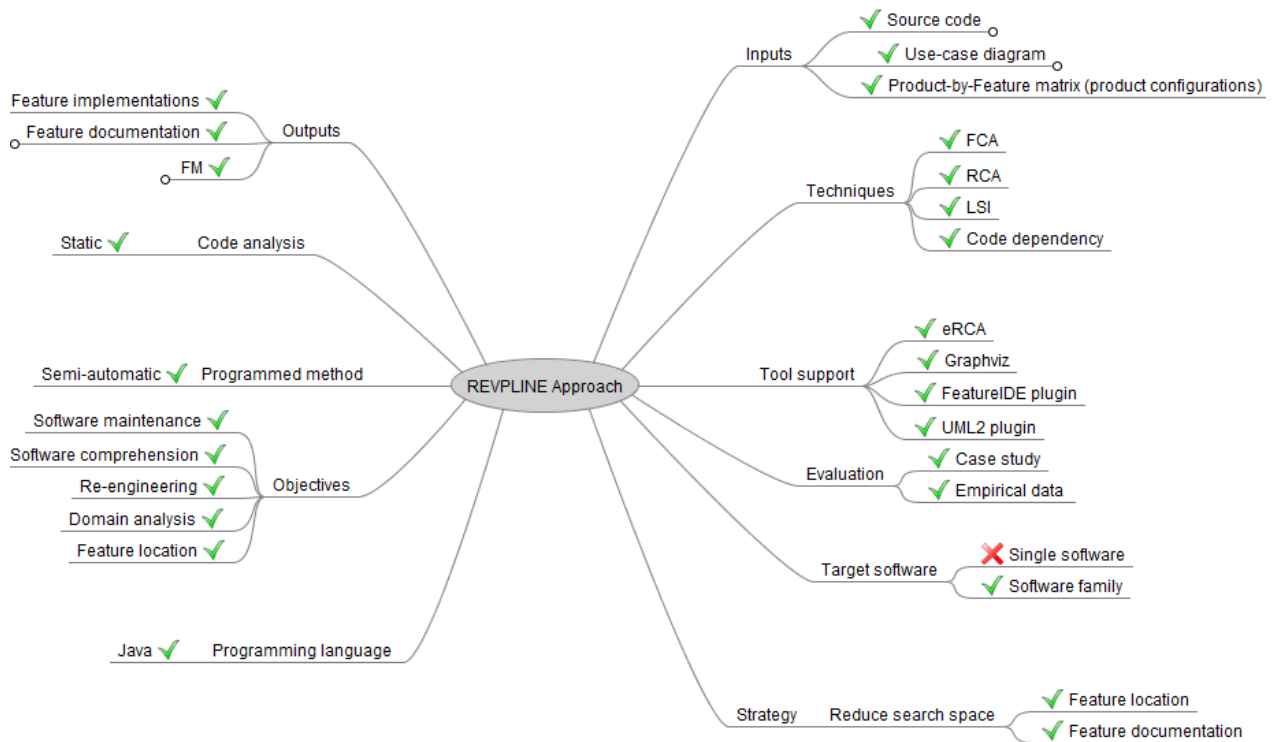 REVPLINE Approach
Inputs
Source code
Use-case diagram
Product-by-Feature matrix (product configurations)
Techniques
FCA
RCA
LSI
Code dependency
Tool support
eRCA
Graphviz
FeatureIDE plugin
UML2 plugin
Evaluation
Case study
Empirical data
Target software
Single software
Software family
Strategy
Reduce search space
Feature location
Feature documentation
Outputs
Feature implementations
Feature documentation
FM
Code analysis
Static
Programmed method
Semi-automatic
Objectives
Software maintenance
Software comprehension
Re-engineering
Domain analysis
Feature location
Programming language
Java